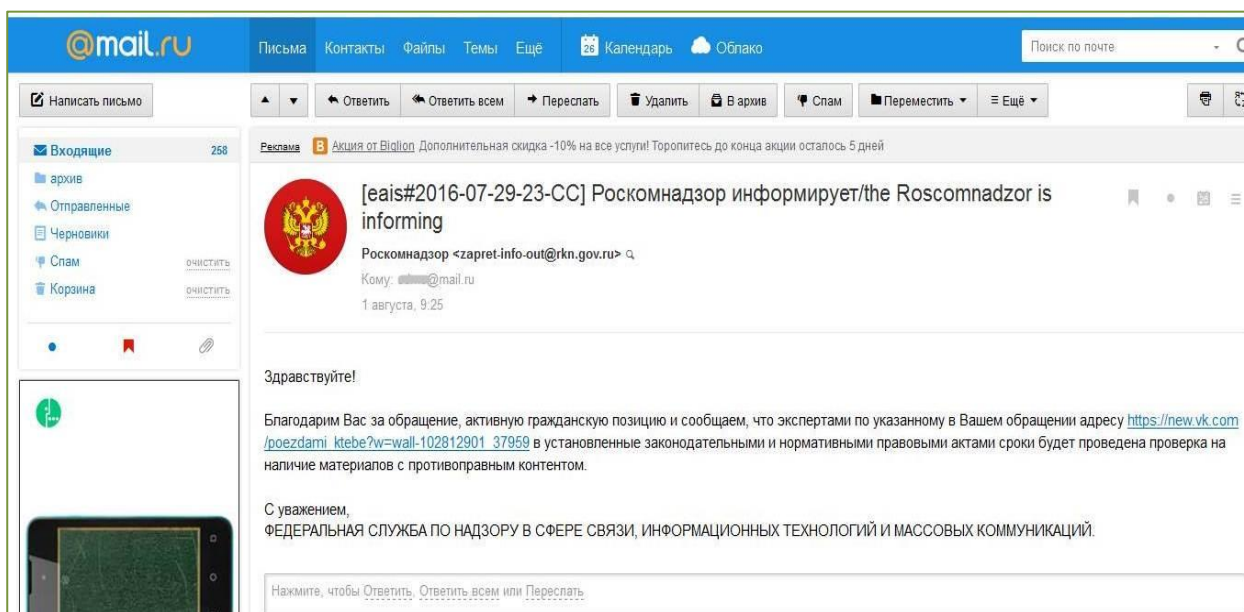 @mail.ru
Письма Контакты Файлы Темы Ещё 26 Календарь Облако Поиск по почте
Написать письмо Ответить Ответить всем Переслать Удалить В архив Спам Переместить Ещё
Входящие 258
архив
Отправленные
Черновики
Спам очистить
Корзина очистить
Реклама B Акция от Biglion Дополнительная скидка -10% на все услуги! Торопитесь до конца акции осталось 5 дней
[eais#2016-07-29-23-CC] Роскомнадзор информирует/the Roscomnadzor is
informing
Роскомнадзор <zapret-info-out@rkn.gov.ru>
Кому: @mail.ru
1 августа, 9:25
Здравствуйте!
Благодарим Вас за обращение, активную гражданскую позицию и сообщаем, что экспертами по указанному в Вашем обращении адресу https://new.vk.com
/poezdami_ktebe?w=wall-102812901_37959 в установленные законодательными и нормативными правовыми актами сроки будет проведена проверка на
наличие материалов с противоправным контентом.
С уважением,
ФЕДЕРАЛЬНАЯ СЛУЖБА ПО НАДЗОРУ В СФЕРЕ СВЯЗИ, ИНФОРМАЦИОННЫХ ТЕХНОЛОГИЙ И МАССОВЫХ КОММУНИКАЦИЙ.
Нажмите, чтобы Ответить, Ответить всем или Переслать